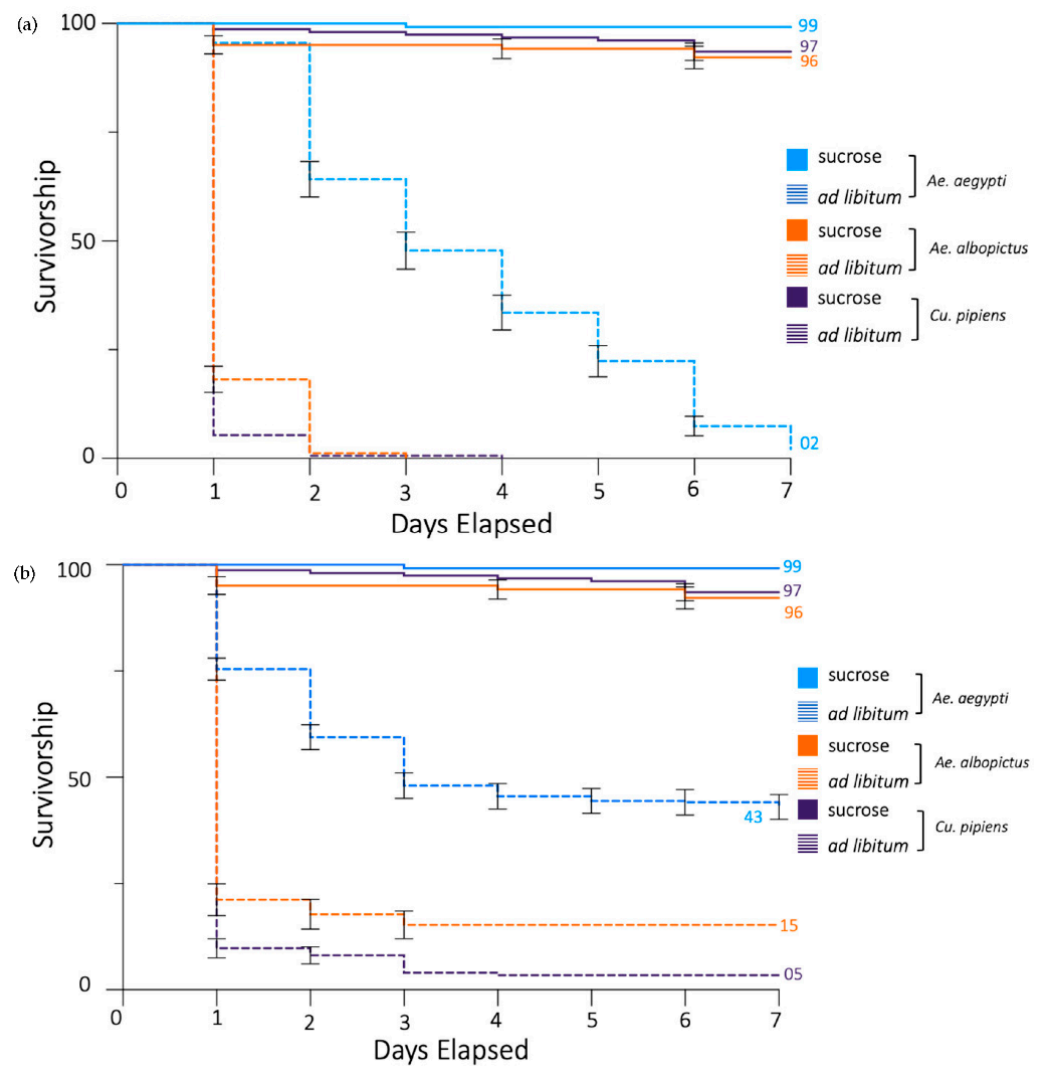 (a)
100
50
0
Survivorship
99
97
96
02
sucrose
ad libitum
Ae. aegypti
sucrose
ad libitum
Ae. albopictus
sucrose
ad libitum
Cu. pipiens
0 1 2 3 4 5 6 7
Days Elapsed
(b)
100
50
0
Survivorship
99
97
96
43
15
05
sucrose
ad libitum
Ae. aegypti
sucrose
ad libitum
Ae. albopictus
sucrose
ad libitum
Cu. pipiens
0 1 2 3 4 5 6 7
Days Elapsed